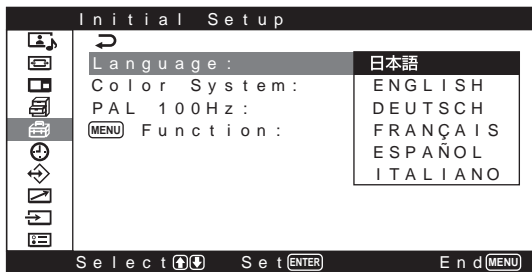 Initial Setup
Language: 日本語
Color System: ENGLISH
PAL 100Hz: DEUTSCH
MENU Function: FRANÇAIS
ESPAÑOL
ITALIANO
Select Set ENTER End MENU